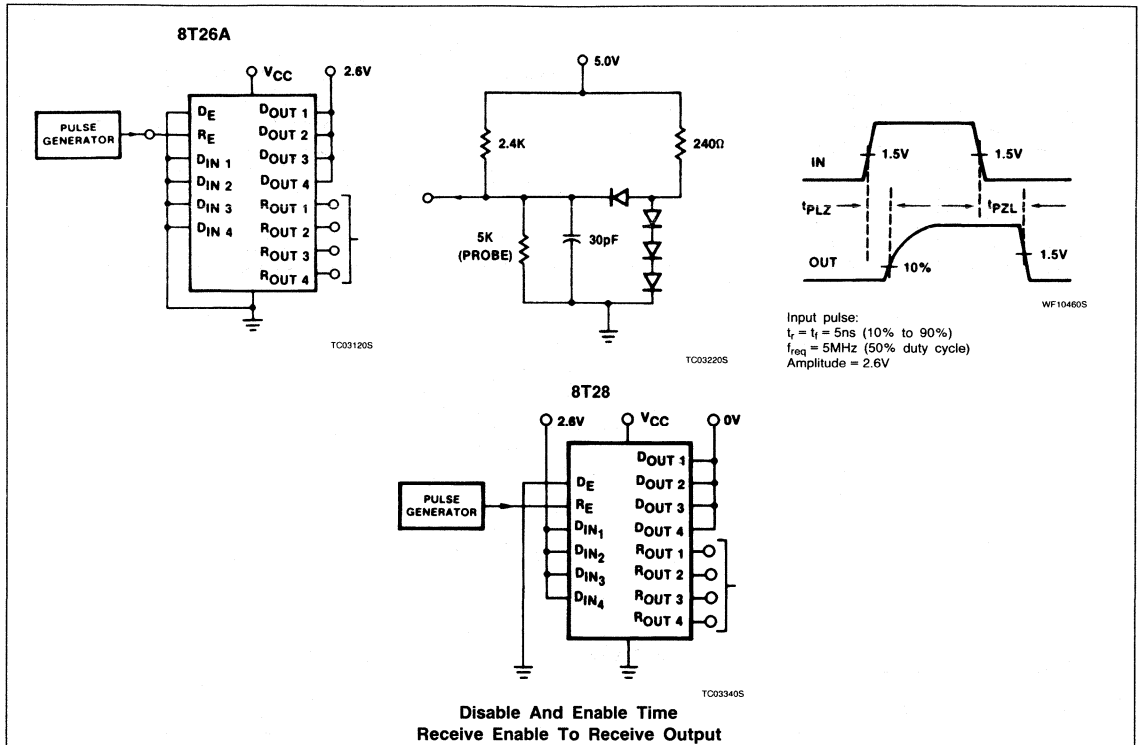 8T26A
VCC
2.6V
PULSE
GENERATOR
DE
RE
DIN 1
DIN 2
DIN 3
DIN 4
DOUT 1
DOUT 2
DOUT 3
DOUT 4
ROUT 1
ROUT 2
ROUT 3
ROUT 4
TC03120S
5.0V
2.4K
240Ω
5K
(PROBE)
30pF
TC03220S
IN
1.5V
1.5V
tPLZ
tPZL
OUT
10%
1.5V
WF10460S
Input pulse:
tr = tf = 5ns (10% to 90%)
freq = 5MHz (50% duty cycle)
Amplitude = 2.6V
8T28
2.6V
VCC
0V
PULSE
GENERATOR
DE
RE
DIN1
DIN2
DIN3
DIN4
DOUT 1
DOUT 2
DOUT 3
DOUT 4
ROUT 1
ROUT 2
ROUT 3
ROUT 4
TC03340S
Disable And Enable Time
Receive Enable To Receive Output